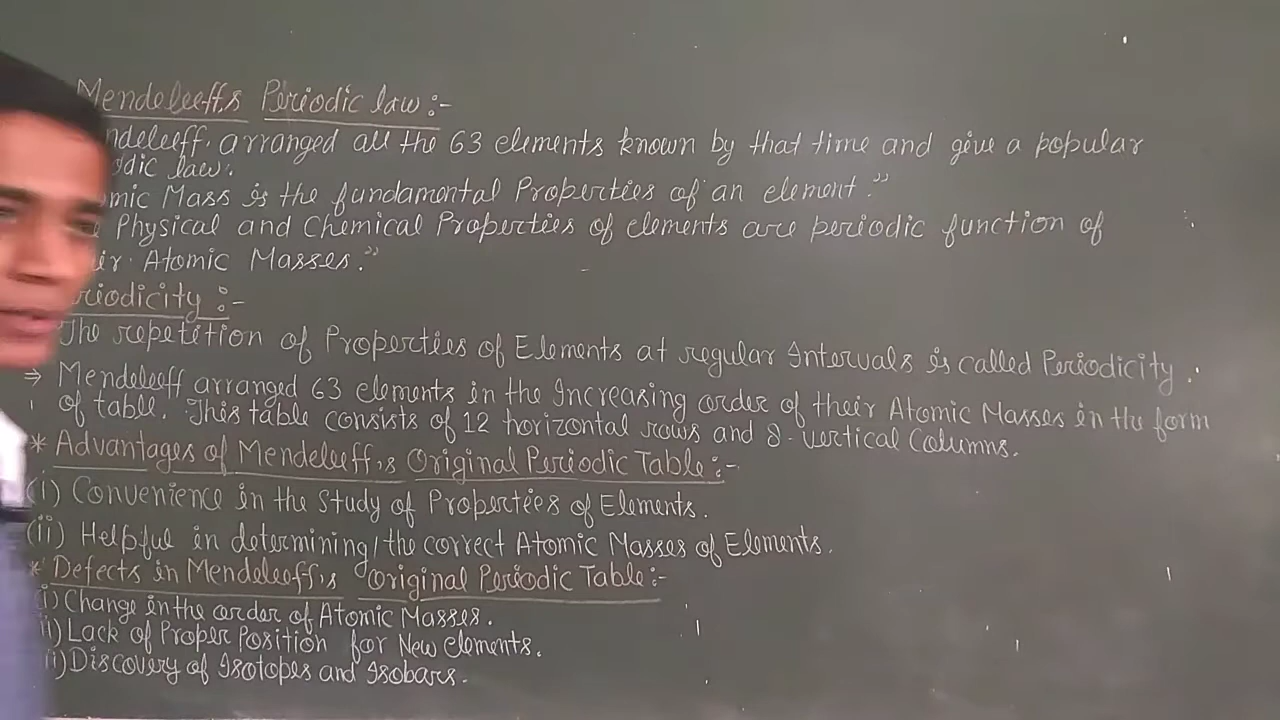 Mendeleeff,s Periodic law :-
ndeleeff. arranged all the 63 elements known by that time and give a popular
odic law.
mic Mass is the fundamental Properties of an element."
Physical and Chemical Properties of elements are periodic function of
ir Atomic Masses."
riodicity :-
The repetition of Properties of Elements at regular Intervals is called Periodicity.
⇒ Mendeleeff arranged 63 elements in the Increasing order of their Atomic Masses in the form
of table. This table consists of 12 horizontal rows and 8-vertical Columns.
* Advantages of Mendeleeff,s Original Periodic Table :-
(i) Convenience in the Study of Properties of Elements.
(ii) Helpful in determining the correct Atomic Masses of Elements.
* Defects in Mendeleeff,s Original Periodic Table :-
i) Change in the order of Atomic Masses.
ii) Lack of Proper Position for New elements.
i) Discovery of Isotopes and Isobars.